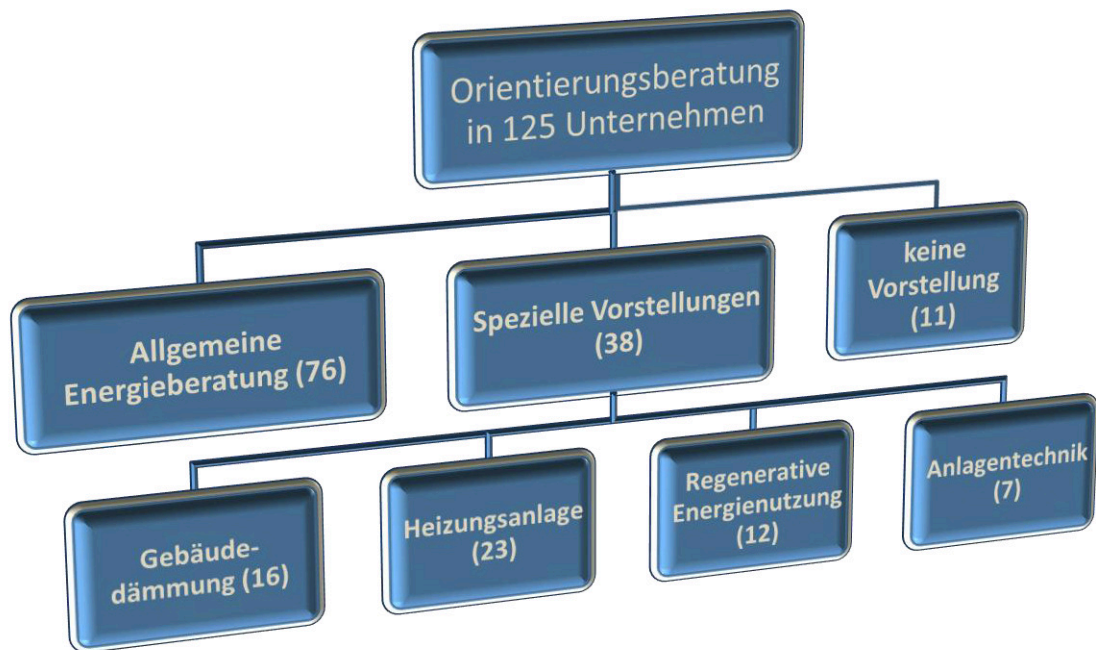 Orientierungsberatung
in 125 Unternehmen
Allgemeine
Energieberatung (76)
Spezielle Vorstellungen
(38)
keine
Vorstellung
(11)
Gebäude-
dämmung (16)
Heizungsanlage
(23)
Regenerative
Energienutzung
(12)
Anlagentechnik
(7)